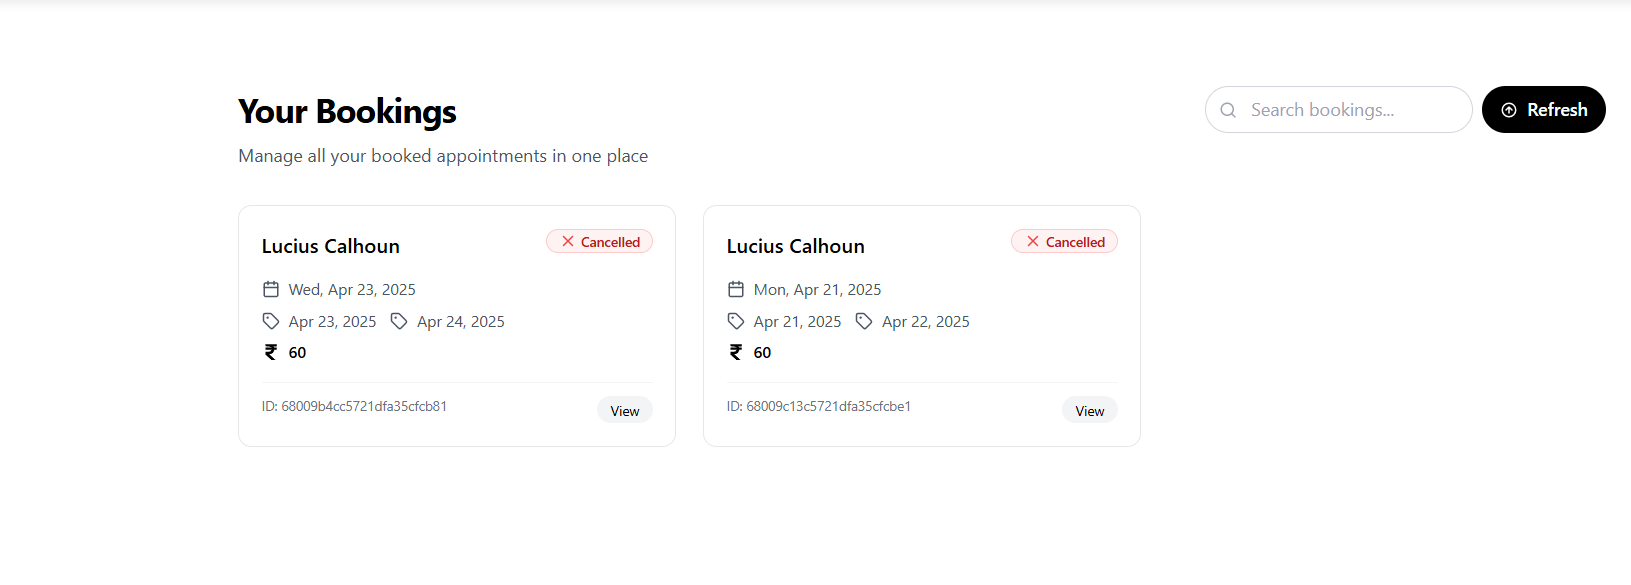 Your Bookings
Search bookings...
Refresh
Manage all your booked appointments in one place
Lucius Calhoun
Cancelled
Wed, Apr 23, 2025
Apr 23, 2025 Apr 24, 2025
₹ 60
ID: 68009b4cc5721dfa35cfcb81
View
Lucius Calhoun
Cancelled
Mon, Apr 21, 2025
Apr 21, 2025 Apr 22, 2025
₹ 60
ID: 68009c13c5721dfa35cfcbe1
View